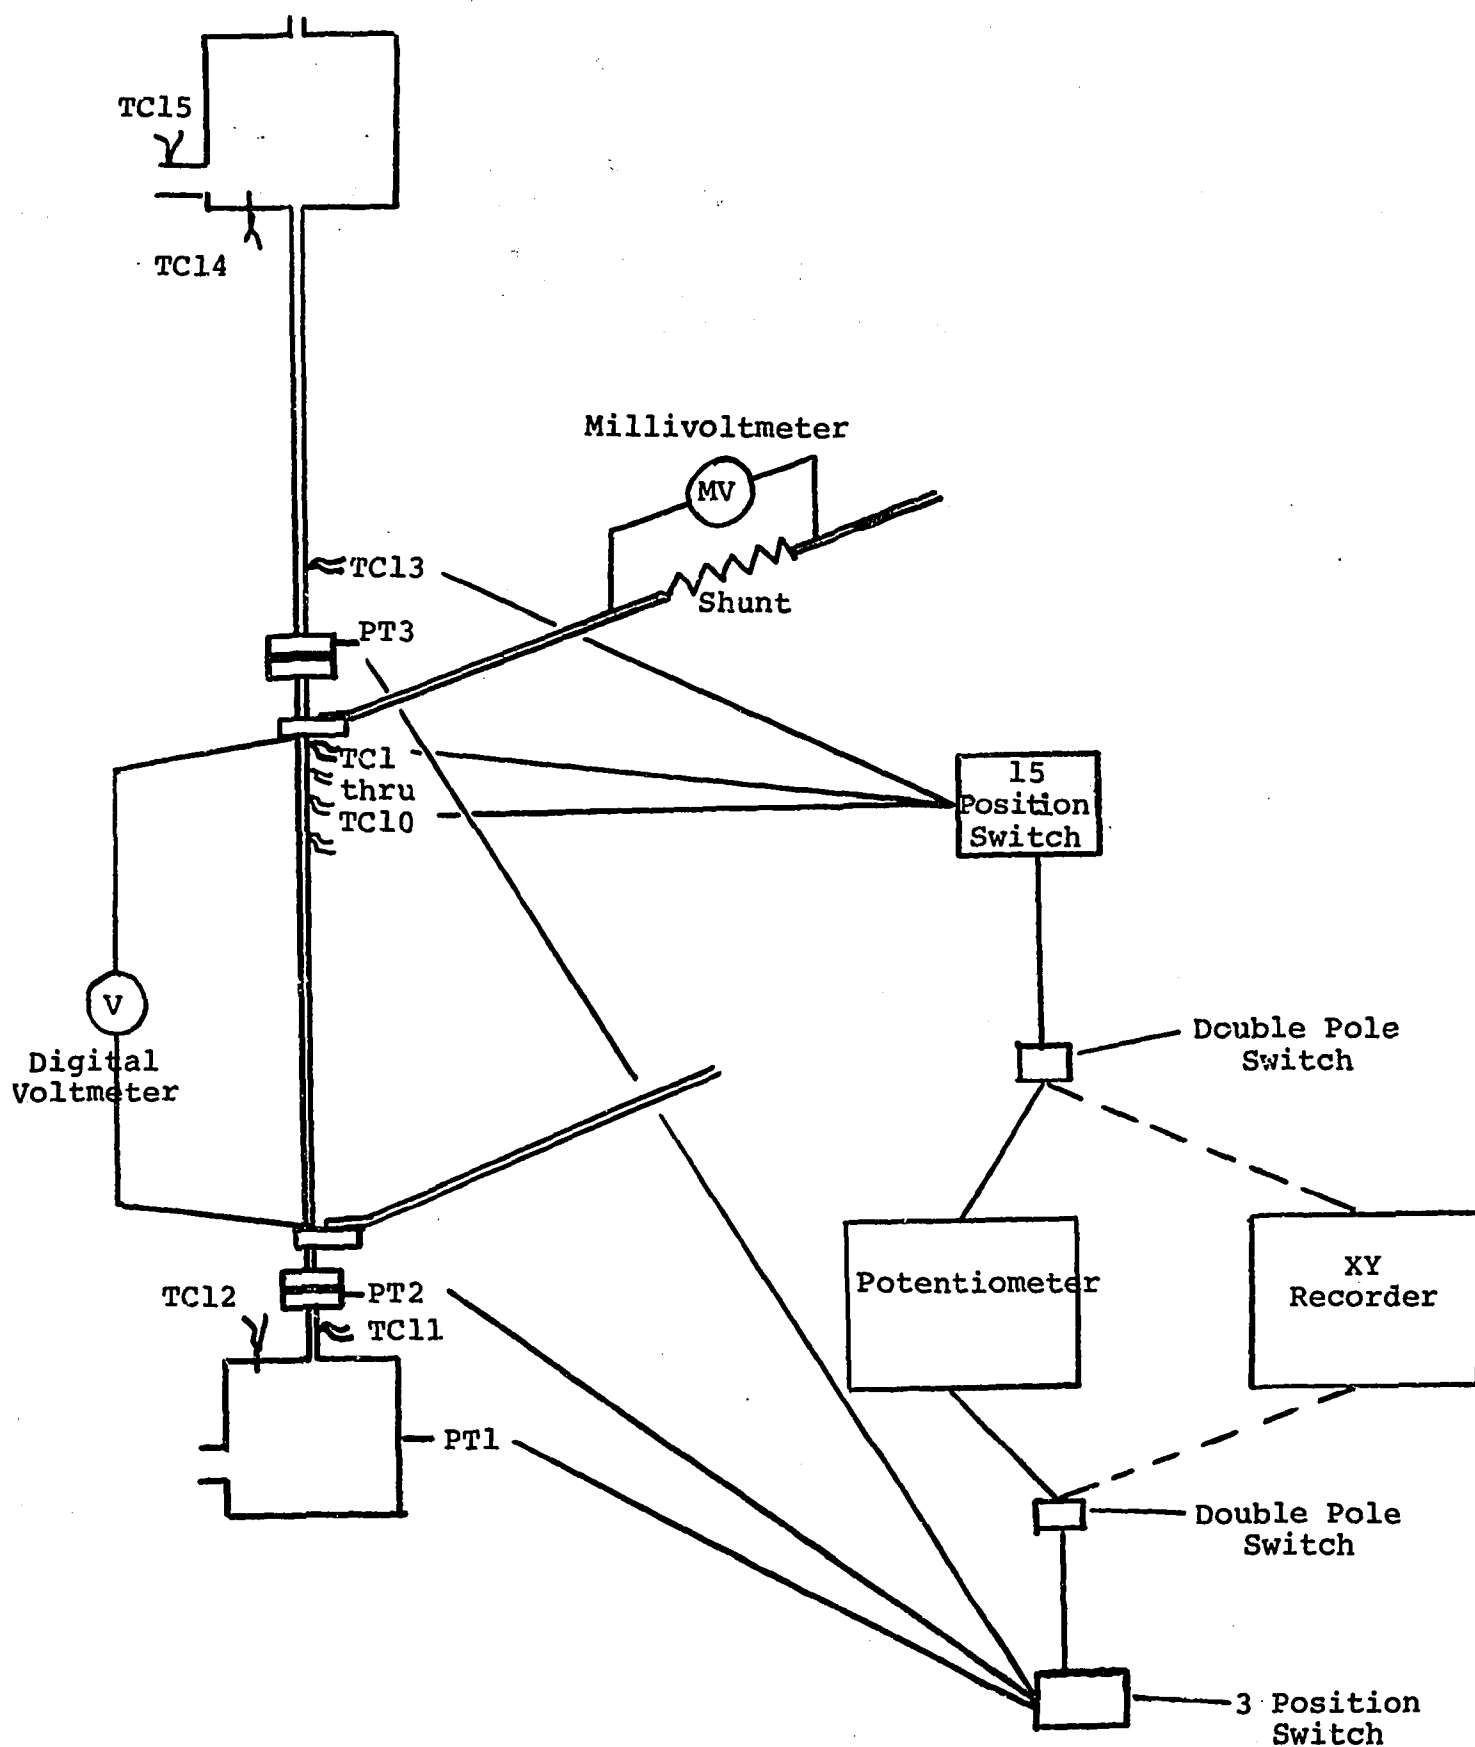 TC15
TC14
Millivoltmeter
MV
TC13
Shunt
PT3
TC1
thru
TC10
15
Position
Switch
V
Digital
Voltmeter
Double Pole
Switch
Potentiometer
XY
Recorder
TC12
PT2
TC11
PT1
Double Pole
Switch
3 Position
Switch